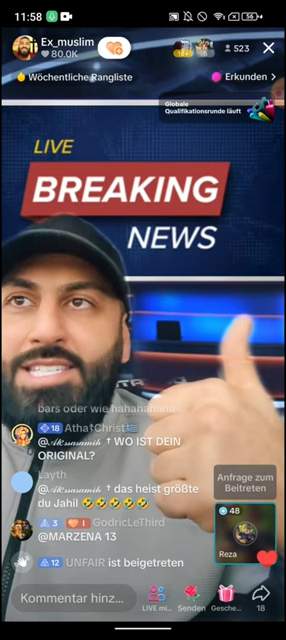 11:58
56
Ex_muslim
80.0K
523
Wöchentliche Rangliste
Erkunden >
Globale
Qualifikationsrunde läuft
LIVE
BREAKING
NEWS
bars oder wie hahahahaha
18 Atha†Christ
† WO IST DEIN
ORIGINAL?
Layth
† das heist größte
du Jahil 🤣🤣🤣🤣🤣
3 1 GodricLeThird
@MARZENA 13
12 UNFAIR ist beigetreten
Anfrage zum
Beitreten
48
Reza
Kommentar hinz...
LIVE mi...
Senden
Gesche...
18